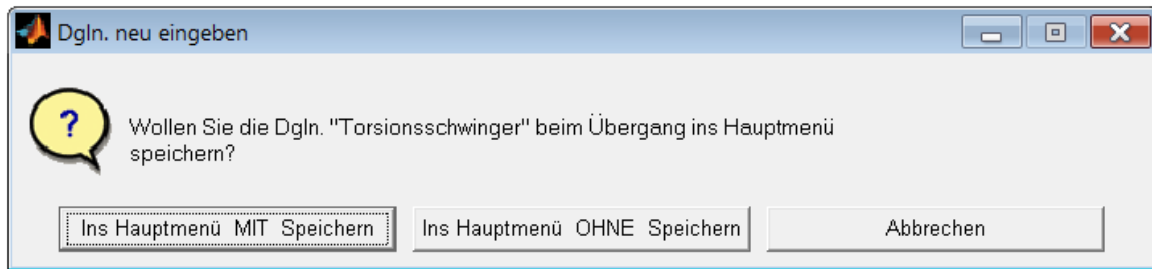 Dgln. neu eingeben
?
Wollen Sie die Dgln. "Torsionsschwinger" beim Übergang ins Hauptmenü
speichern?
Ins Hauptmenü MIT Speichern
Ins Hauptmenü OHNE Speichern
Abbrechen